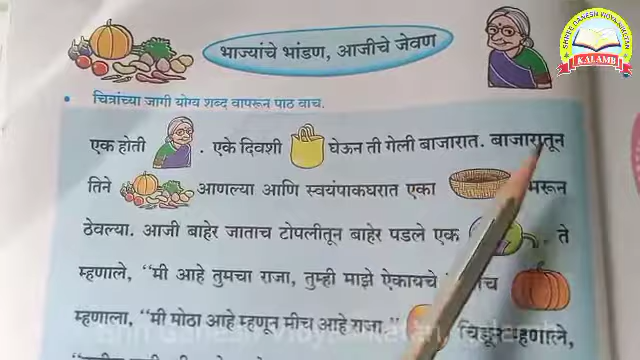 भाज्यांचे भांडण, आजीचे जेवण
SHREE GANESH VIDYA NIKETAN
KALAMB
• चित्रांच्या जागी योग्य शब्द वापरून पाठ वाच.
एक होती . एके दिवशी घेऊन ती गेली बाजारात. बाजारातून
तिने आणल्या आणि स्वयंपाकघरात एका भरून
ठेवल्या. आजी बाहेर जाताच टोपलीतून बाहेर पडले एक . ते
म्हणाले, “मी आहे तुमचा राजा, तुम्ही माझे ऐकायचे
म्हणाला, “मी मोठा आहे म्हणून मीच आहे राजा.” चिडून म्हणाले,